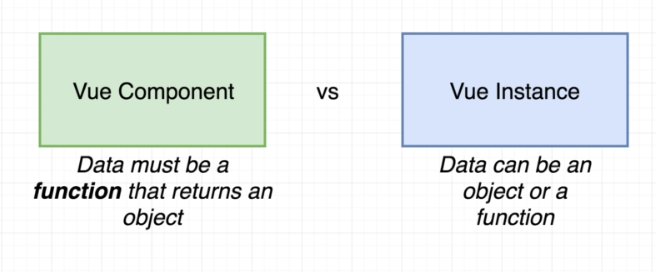 Vue Component
vs
Vue Instance
Data must be a
function that returns an
object
Data can be an
object or a
function